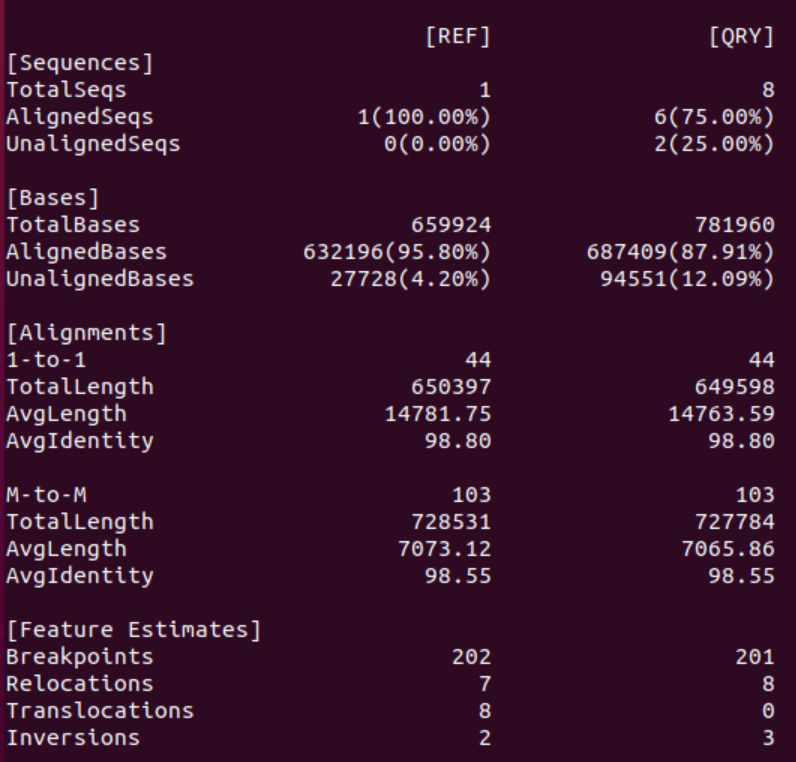 [REF] [QRY]
[Sequences]
TotalSeqs 1 8
AlignedSeqs 1(100.00%) 6(75.00%)
UnalignedSeqs 0(0.00%) 2(25.00%)
[Bases]
TotalBases 659924 781960
AlignedBases 632196(95.80%) 687409(87.91%)
UnalignedBases 27728(4.20%) 94551(12.09%)
[Alignments]
1-to-1 44 44
TotalLength 650397 649598
AvgLength 14781.75 14763.59
AvgIdentity 98.80 98.80
M-to-M 103 103
TotalLength 728531 727784
AvgLength 7073.12 7065.86
AvgIdentity 98.55 98.55
[Feature Estimates]
Breakpoints 202 201
Relocations 7 8
Translocations 8 0
Inversions 2 3